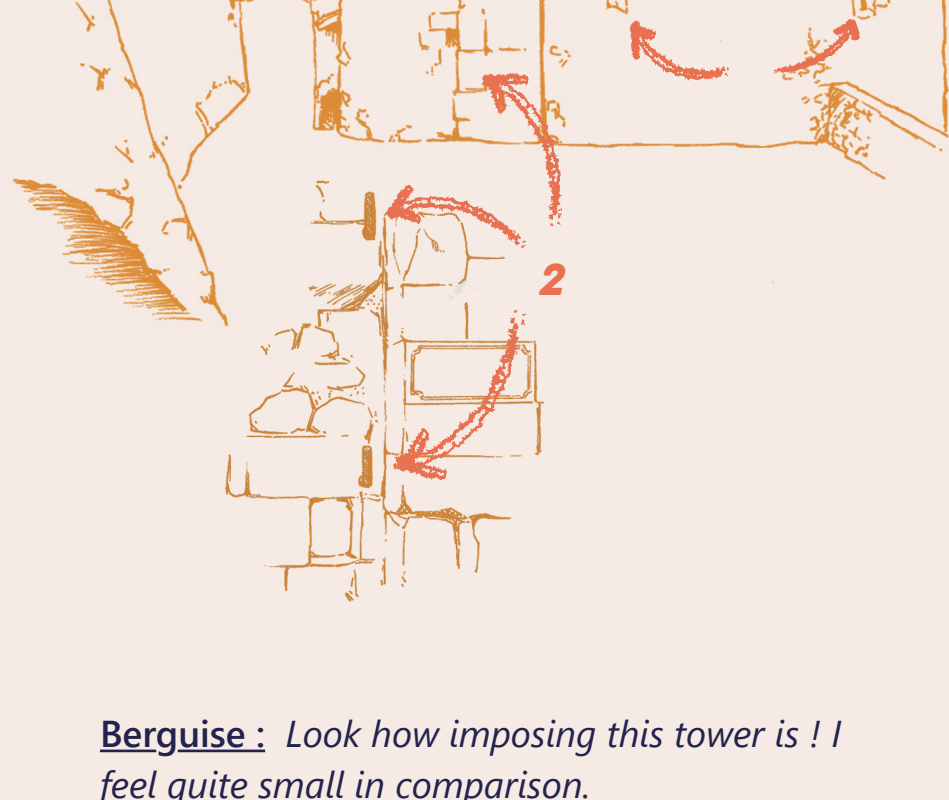 2
Berguise : Look how imposing this tower is ! I
feel quite small in comparison.